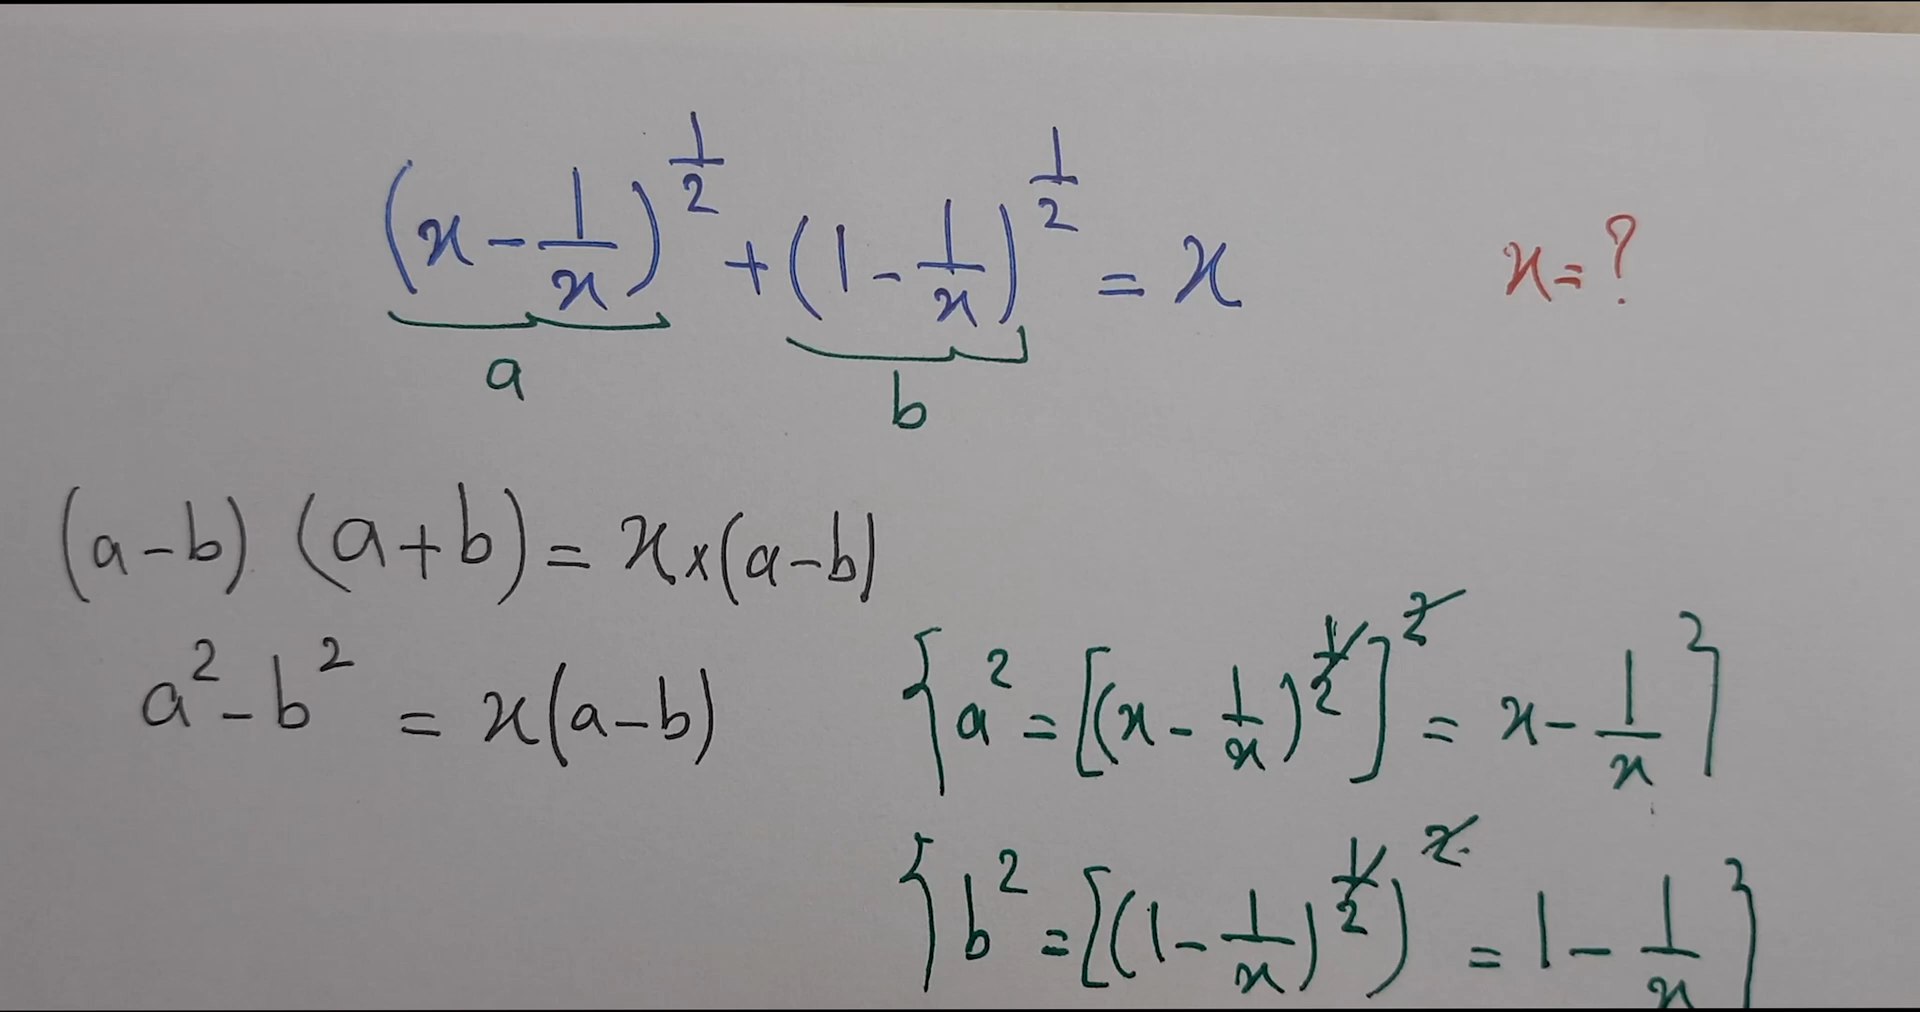 (x - 1/x)^1/2 + (1 - 1/x)^1/2 = x
x = ?
a
b
(a - b) (a + b) = x × (a - b)
a² - b² = x(a - b)
{a² = [(x - 1/x)^1/2]² = x - 1/x}
{b² = [(1 - 1/x)^1/2)² = 1 - 1/x}